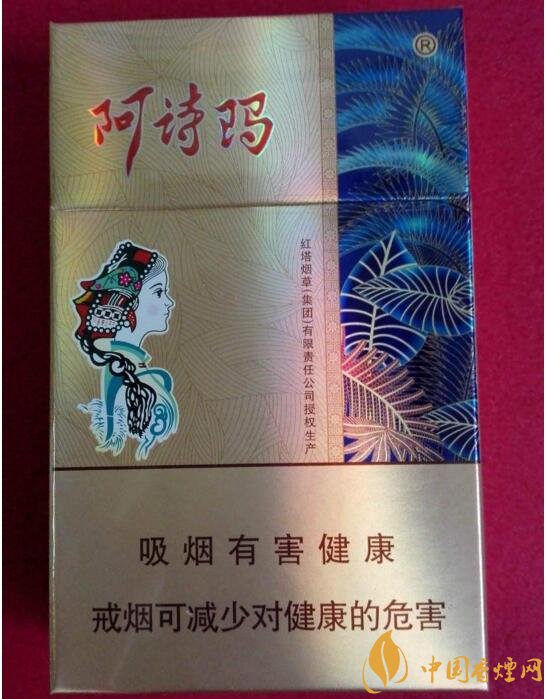 阿诗玛
®
紅塔烟草(集团)有限责任公司授权生产
吸烟有害健康
戒烟可减少对健康的危害
中国香煙网